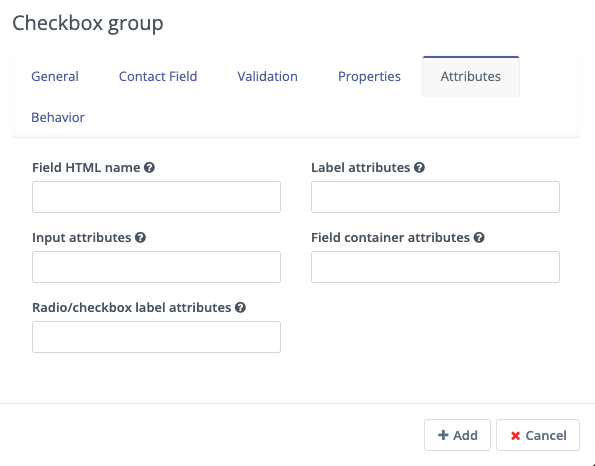 Checkbox group
General Contact Field Validation Properties Attributes
Behavior
Field HTML name ? Label attributes ?
Input attributes ? Field container attributes ?
Radio/checkbox label attributes ?
+ Add ✖ Cancel